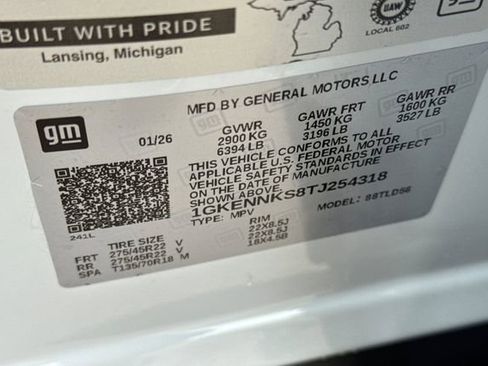 BUILT WITH PRIDE
Lansing, Michigan
UAW
LOCAL 602
gm
MFD BY GENERAL MOTORS LLC
01/26
GVWR GAWR FRT GAWR RR
2900 KG 1450 KG 1600 KG
6394 LB 3196 LB 3527 LB
THIS VEHICLE CONFORMS TO ALL
APPLICABLE U.S. FEDERAL MOTOR
VEHICLE SAFETY STANDARDS IN EFFECT
ON THE DATE OF MANUFACTURE SHOWN ABOVE.
1GKENNKS8TJ254318
TYPE: MPV MODEL: 88TLD56
241L
TIRE SIZE RIM
FRT 275/45R22 V 22X8.5J
RR 275/45R22 V 22X8.5J
SPA T135/70R18 M 18X4.5B